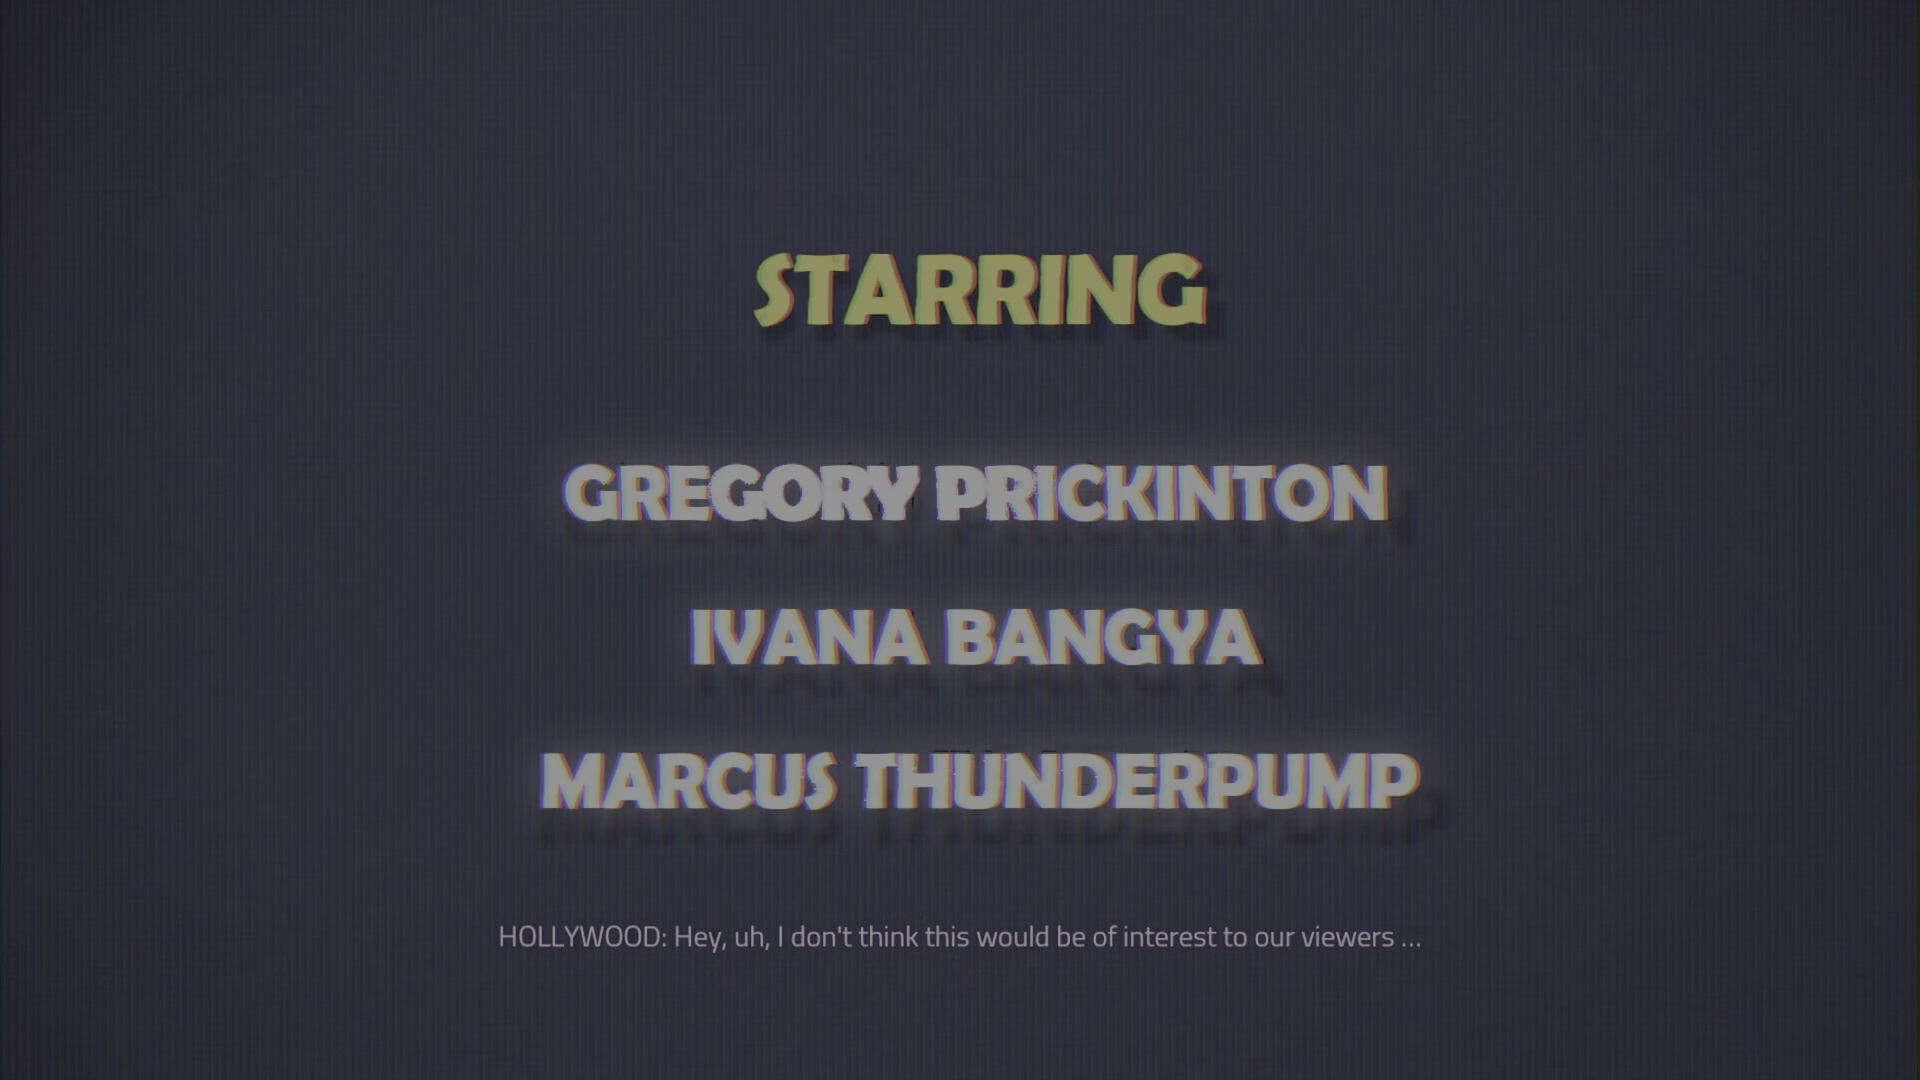 STARRING
GREGORY PRICKINTON
IVANA BANGYA
MARCUS THUNDERPUMP
HOLLYWOOD: Hey, uh, I don't think this would be of interest to our viewers ...